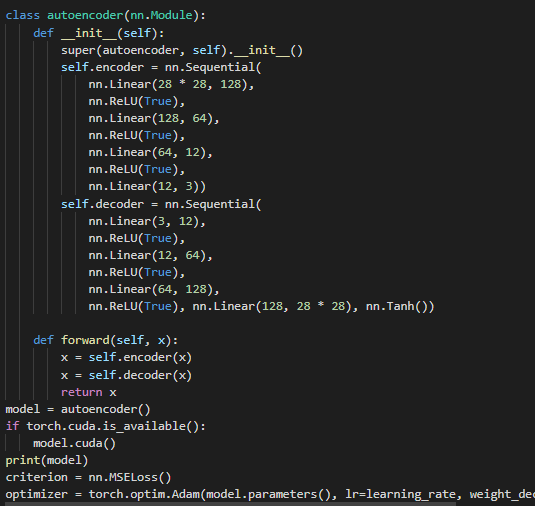 class autoencoder(nn.Module):
    def __init__(self):
        super(autoencoder, self).__init__()
        self.encoder = nn.Sequential(
            nn.Linear(28 * 28, 128),
            nn.ReLU(True),
            nn.Linear(128, 64),
            nn.ReLU(True),
            nn.Linear(64, 12),
            nn.ReLU(True),
            nn.Linear(12, 3))
        self.decoder = nn.Sequential(
            nn.Linear(3, 12),
            nn.ReLU(True),
            nn.Linear(12, 64),
            nn.ReLU(True),
            nn.Linear(64, 128),
            nn.ReLU(True), nn.Linear(128, 28 * 28), nn.Tanh())
    def forward(self, x):
        x = self.encoder(x)
        x = self.decoder(x)
        return x
model = autoencoder()
if torch.cuda.is_available():
    model.cuda()
print(model)
criterion = nn.MSELoss()
optimizer = torch.optim.Adam(model.parameters(), lr=learning_rate,